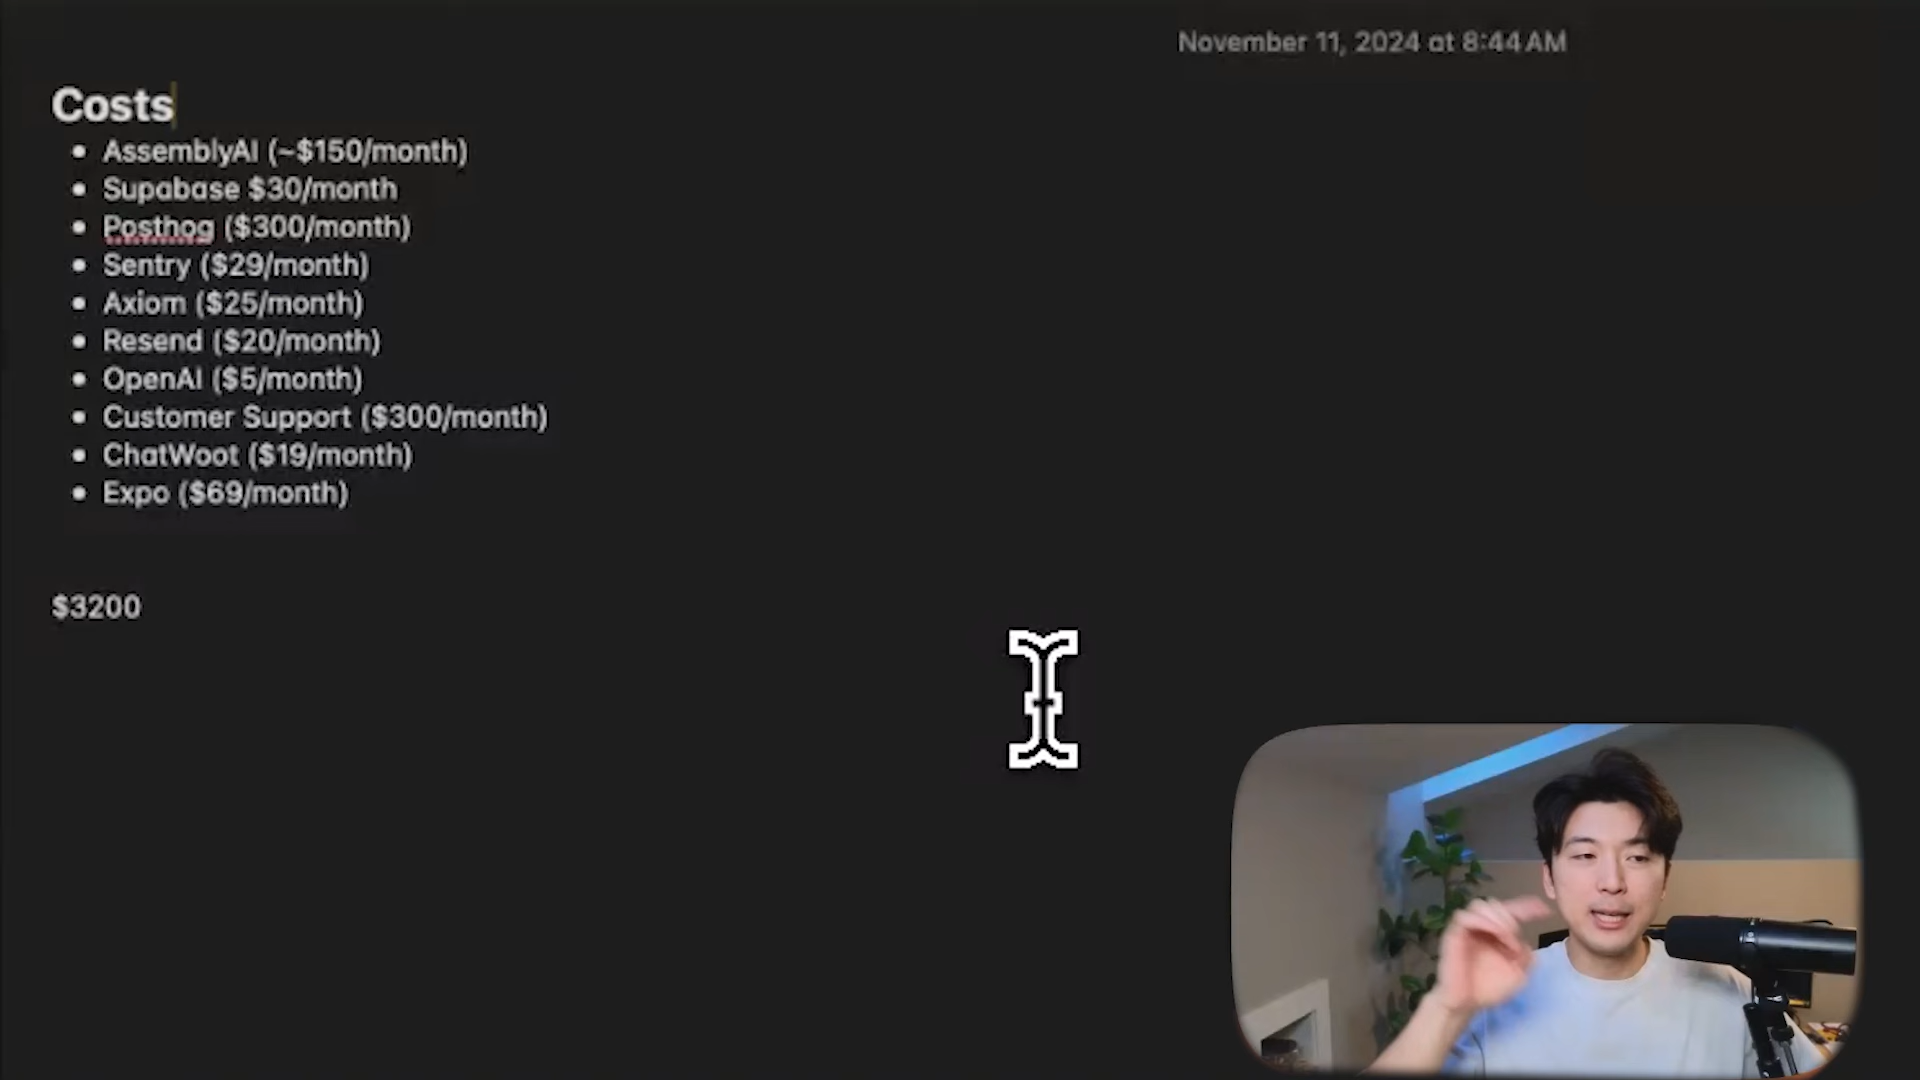 November 11, 2024 at 8:44 AM
Costs
• AssemblyAI (~$150/month)
• Supabase $30/month
• Posthog ($300/month)
• Sentry ($29/month)
• Axiom ($25/month)
• Resend ($20/month)
• OpenAI ($5/month)
• Customer Support ($300/month)
• ChatWoot ($19/month)
• Expo ($69/month)
$3200